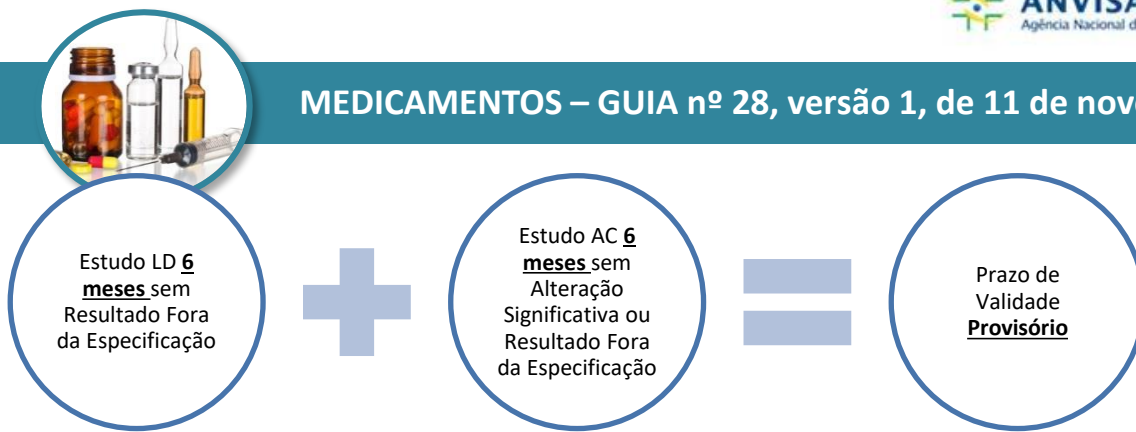 ANVISA
Agência Nacional d
MEDICAMENTOS – GUIA nº 28, versão 1, de 11 de nov
Estudo LD 6
meses sem
Resultado Fora
da Especificação
Estudo AC 6
meses sem
Alteração
Significativa ou
Resultado Fora
da Especificação
Prazo de
Validade
Provisório